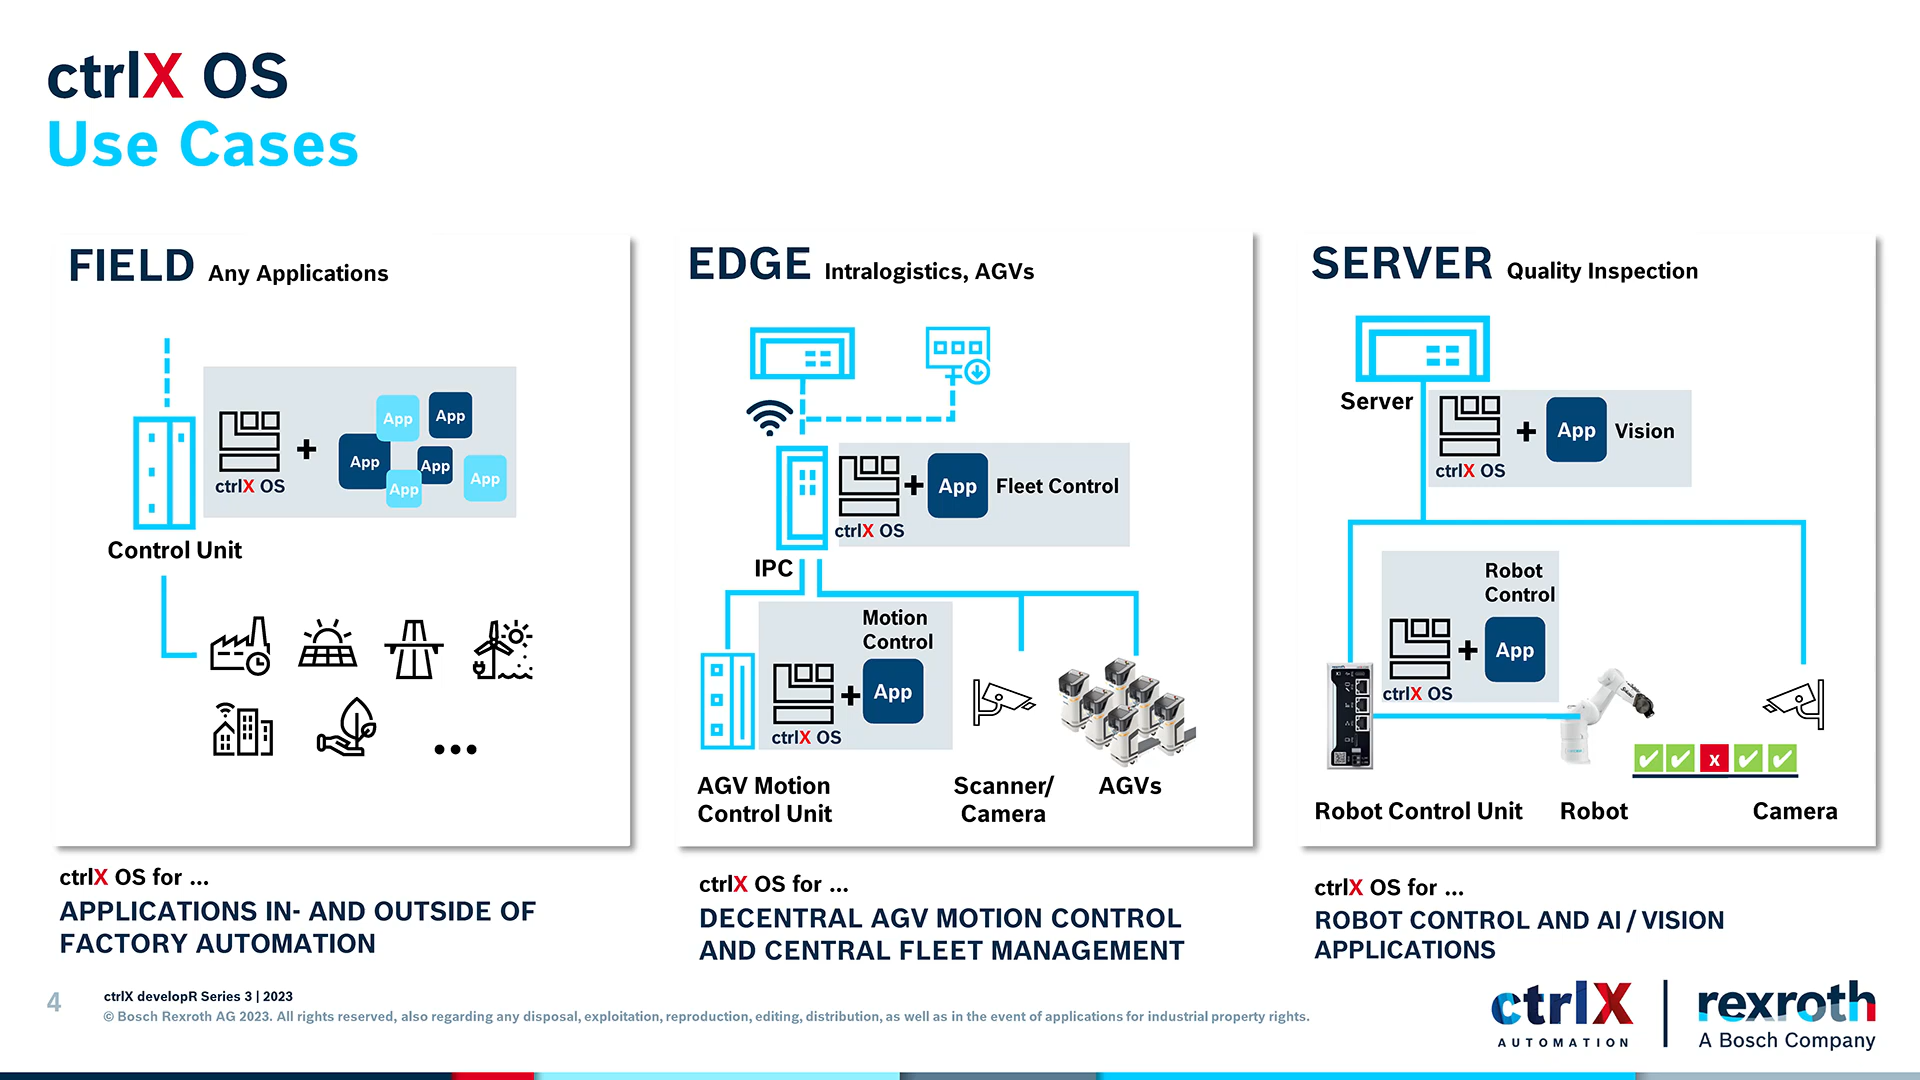 ctrlX OS
Use Cases
FIELD Any Applications
App
App
App
App
App
App
+
ctrlX OS
Control Unit
...
ctrlX OS for ...
APPLICATIONS IN- AND OUTSIDE OF
FACTORY AUTOMATION
EDGE Intralogistics, AGVs
+ App Fleet Control
ctrlX OS
IPC
Motion
Control
+ App
ctrlX OS
AGV Motion
Control Unit
Scanner/
Camera
AGVs
ctrlX OS for ...
DECENTRAL AGV MOTION CONTROL
AND CENTRAL FLEET MANAGEMENT
SERVER Quality Inspection
Server
+ App Vision
ctrlX OS
Robot
Control
+ App
ctrlX OS
rexroth
x
Robot Control Unit
Robot
Camera
ctrlX OS for ...
ROBOT CONTROL AND AI / VISION
APPLICATIONS
4
ctrlX developR Series 3 | 2023
© Bosch Rexroth AG 2023. All rights reserved, also regarding any disposal, exploitation, reproduction, editing, distribution, as well as in the event of applications for industrial property rights.
ctrlX
AUTOMATION
rexroth
A Bosch Company